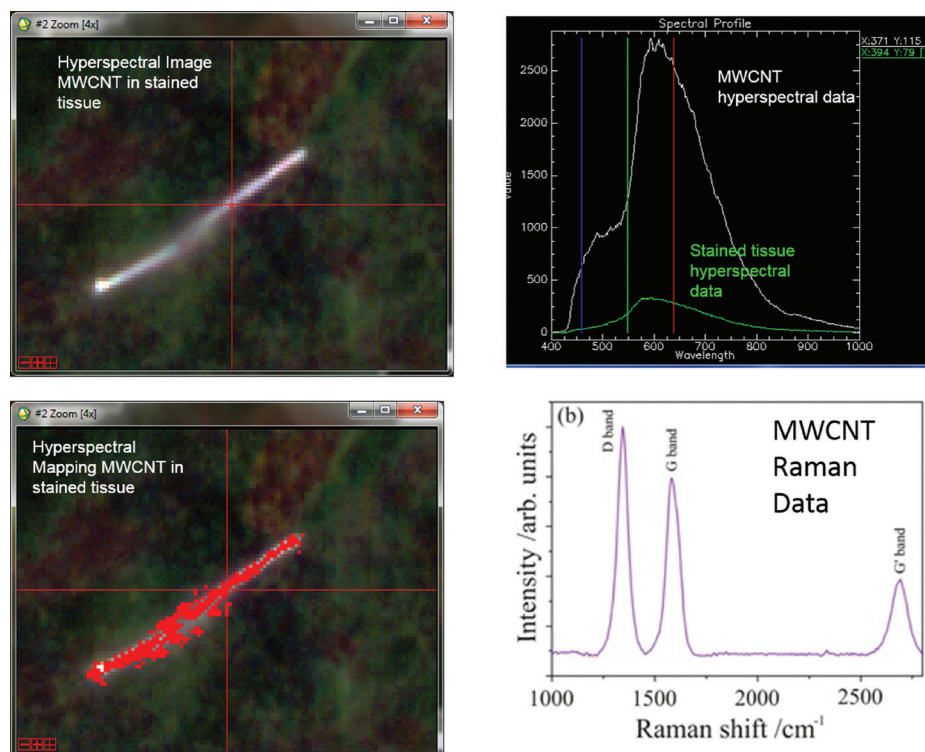 #2 Zoom [4x]
Hyperspectral Image
MWCNT in stained
tissue
Spectral Profile
X:371 Y:115
X:394 Y:79 [
MWCNT
hyperspectral data
Stained tissue
hyperspectral
data
Value
2500
2000
1500
1000
500
0
400 500 600 700 800 900 1000
Wavelength
#2 Zoom [4x]
Hyperspectral
Mapping MWCNT in
stained tissue
(b)
D band
G band
G' band
MWCNT
Raman
Data
Intensity /arb. units
1000 1500 2000 2500
Raman shift /cm⁻¹